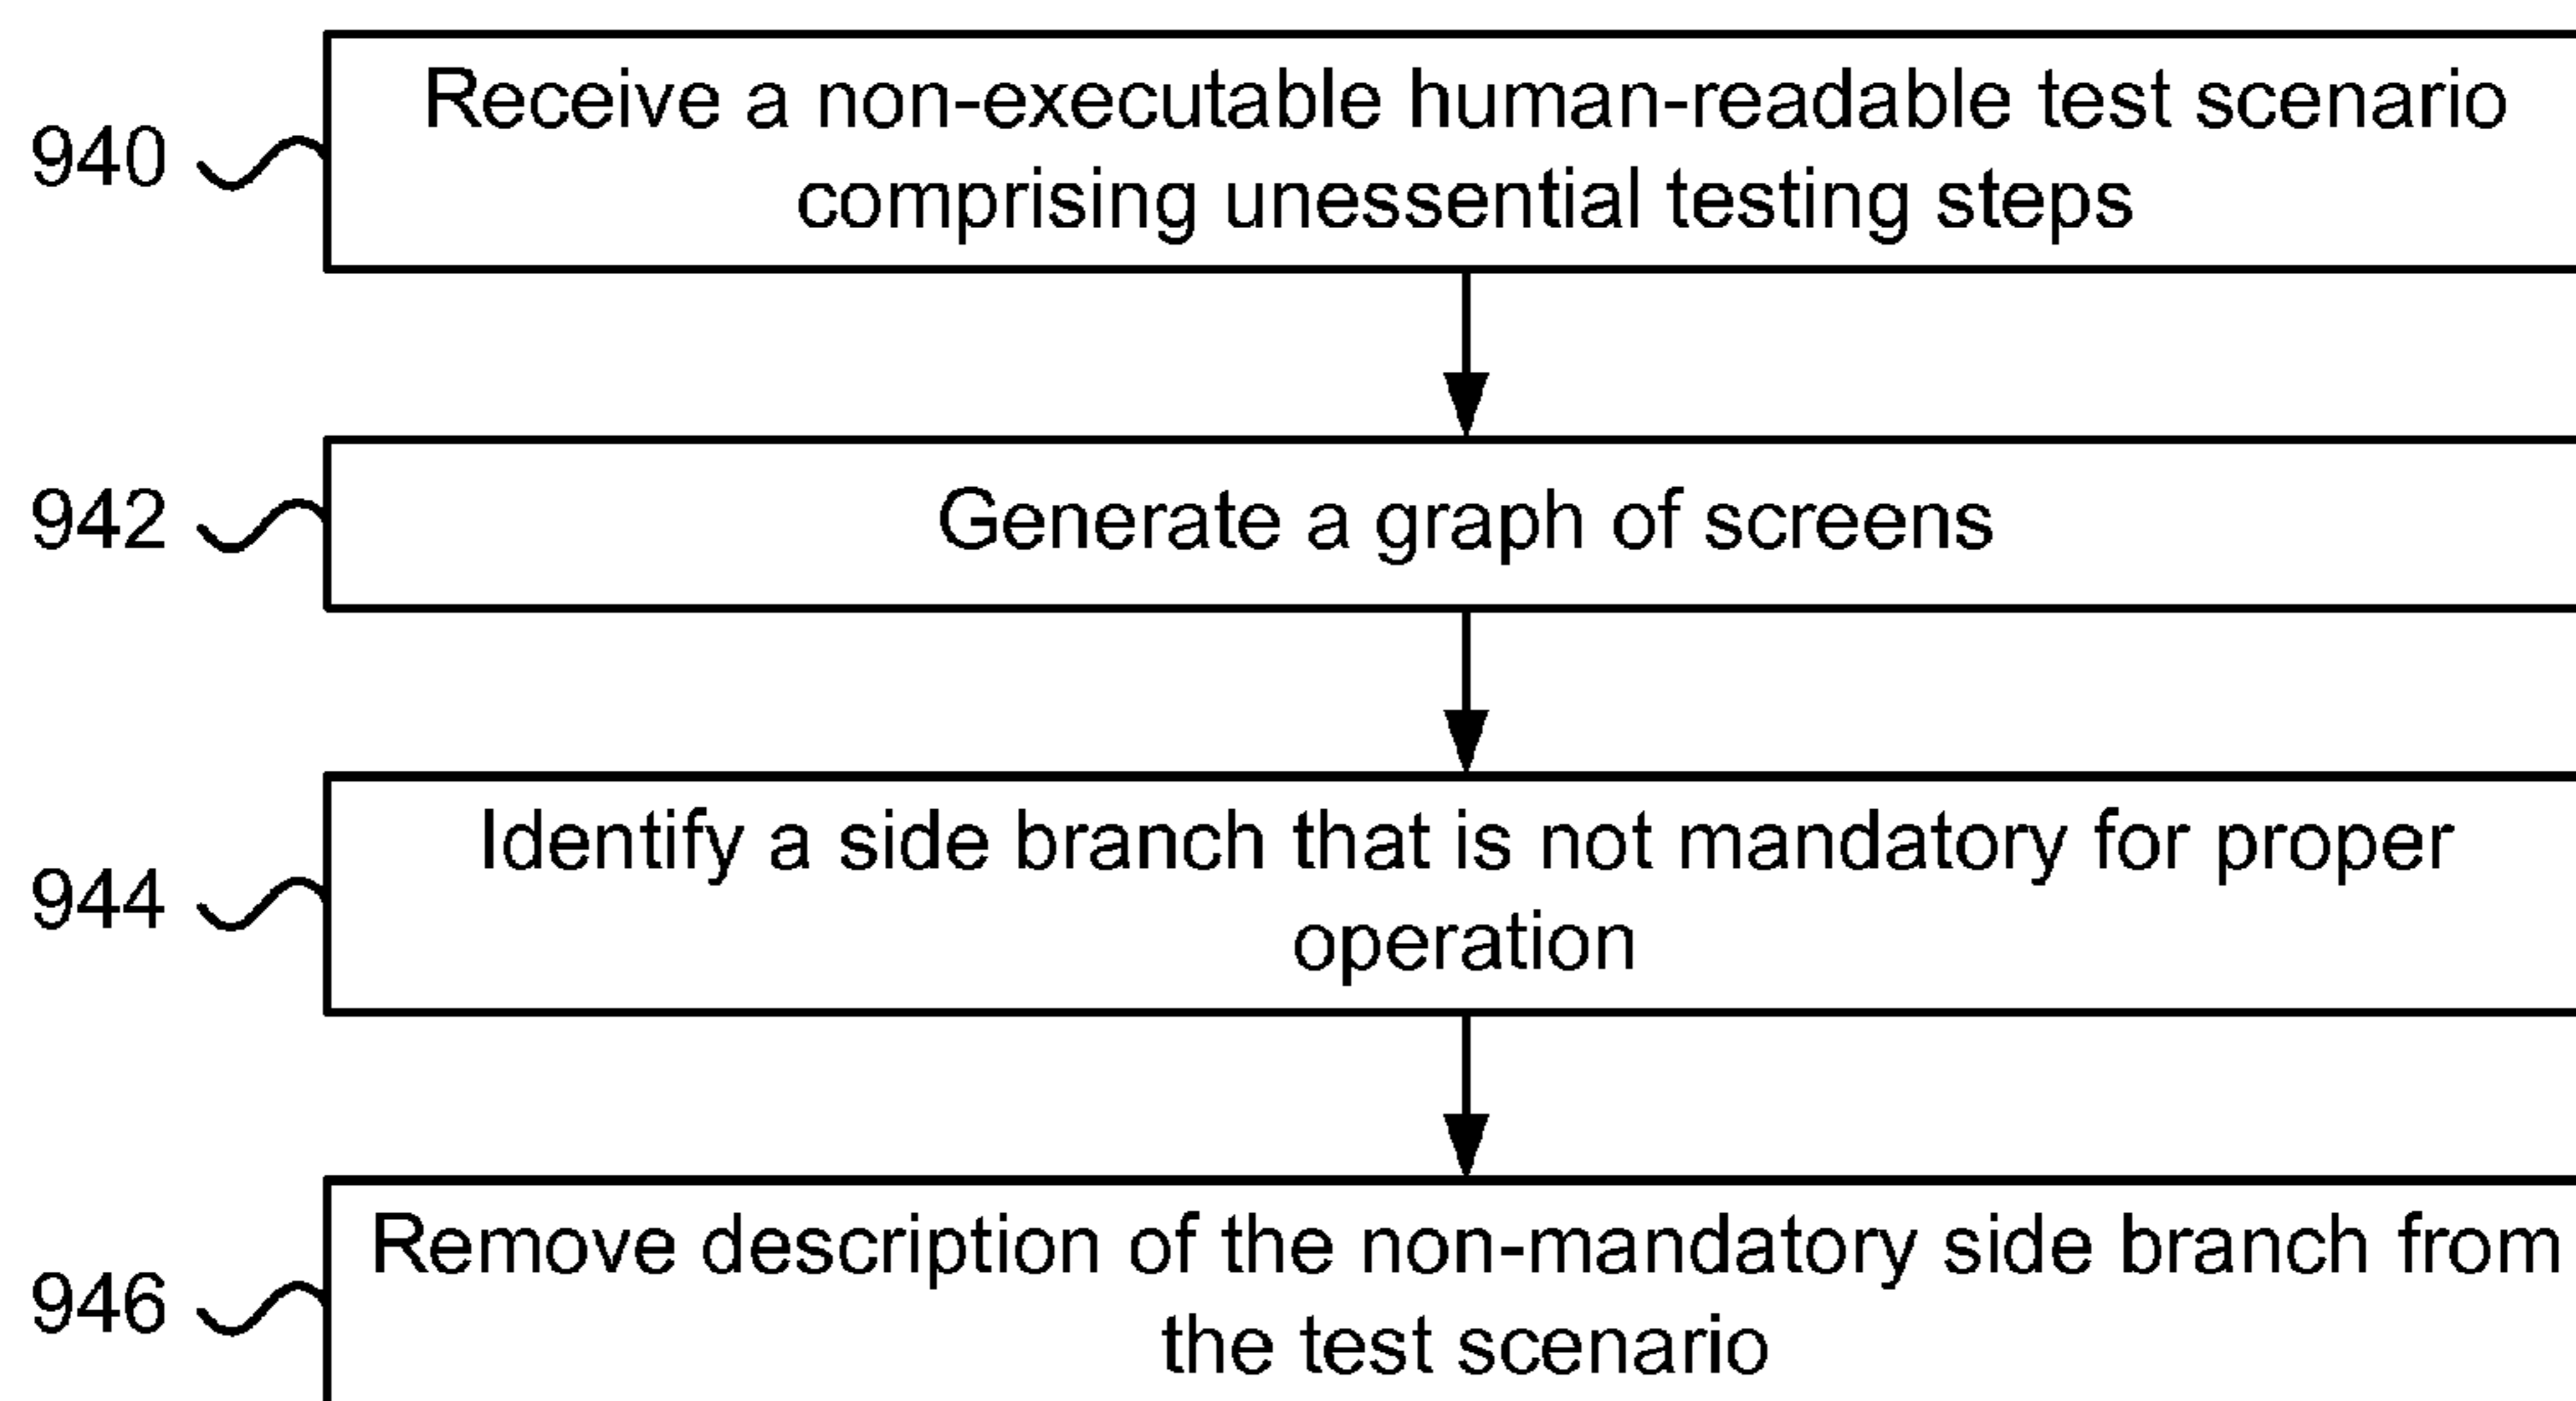 940
Receive a non-executable human-readable test scenario
comprising unessential testing steps
942
Generate a graph of screens
944
Identify a side branch that is not mandatory for proper
operation
946
Remove description of the non-mandatory side branch from
the test scenario